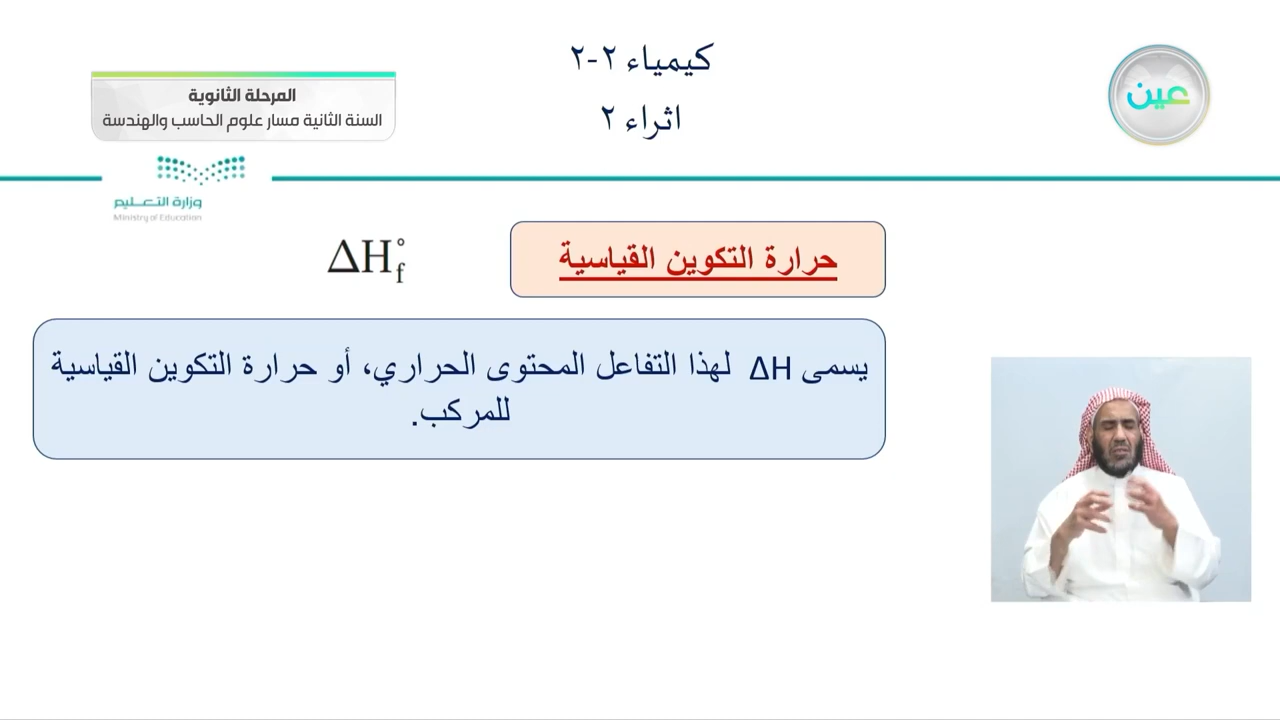 كيمياء ٢-٢
اثراء ٢
عين
المرحلة الثانوية
السنة الثانية مسار علوم الحاسب والهندسة
وزارة التعليم
Ministry of Education
حرارة التكوين القياسية
ΔH°f
يسمى ΔH لهذا التفاعل المحتوى الحراري، أو حرارة التكوين القياسية
للمركب.